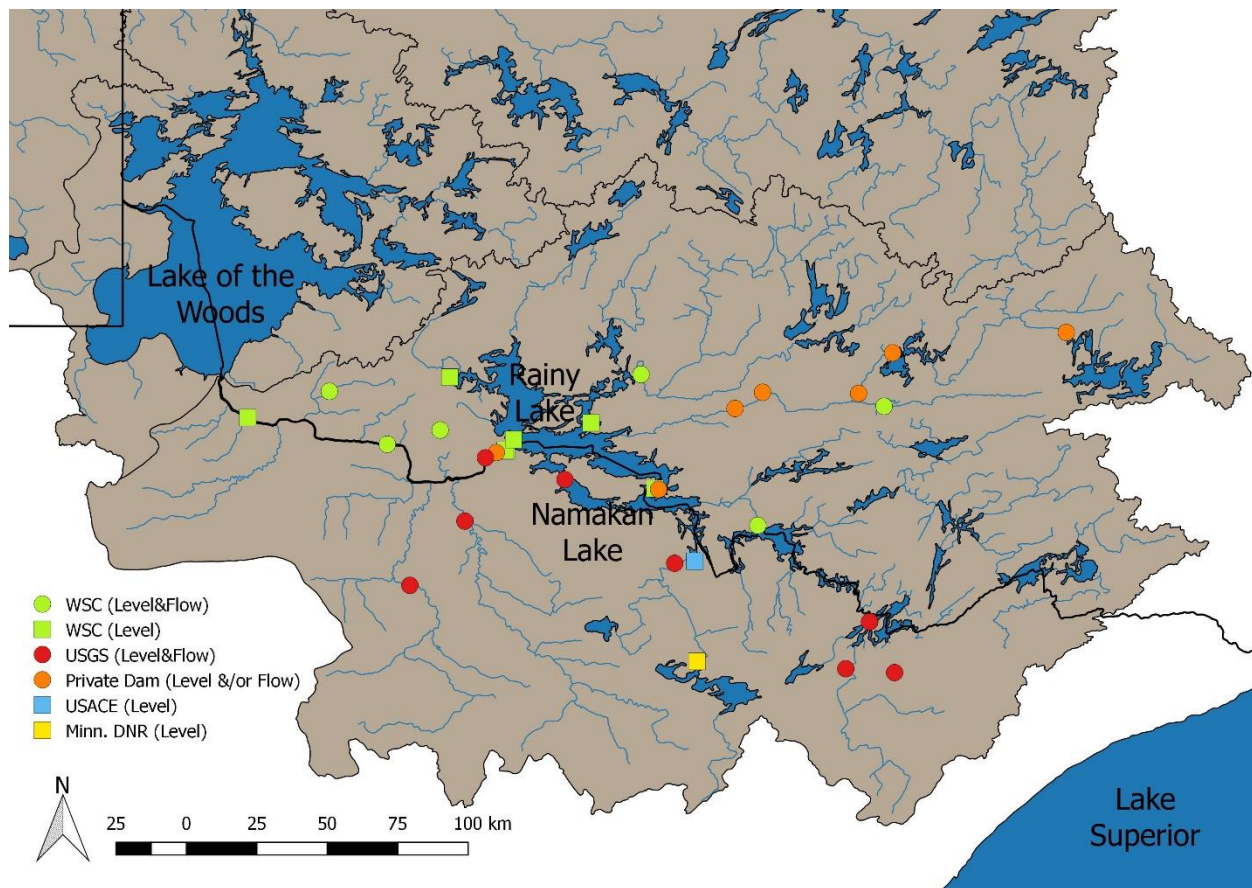 Lake of the
Woods
Rainy
Lake
Namakan
Lake
WSC (Level&Flow)
WSC (Level)
USGS (Level&Flow)
Private Dam (Level &/or Flow)
USACE (Level)
Minn. DNR (Level)
N
25 0 25 50 75 100 km
Lake
Superior